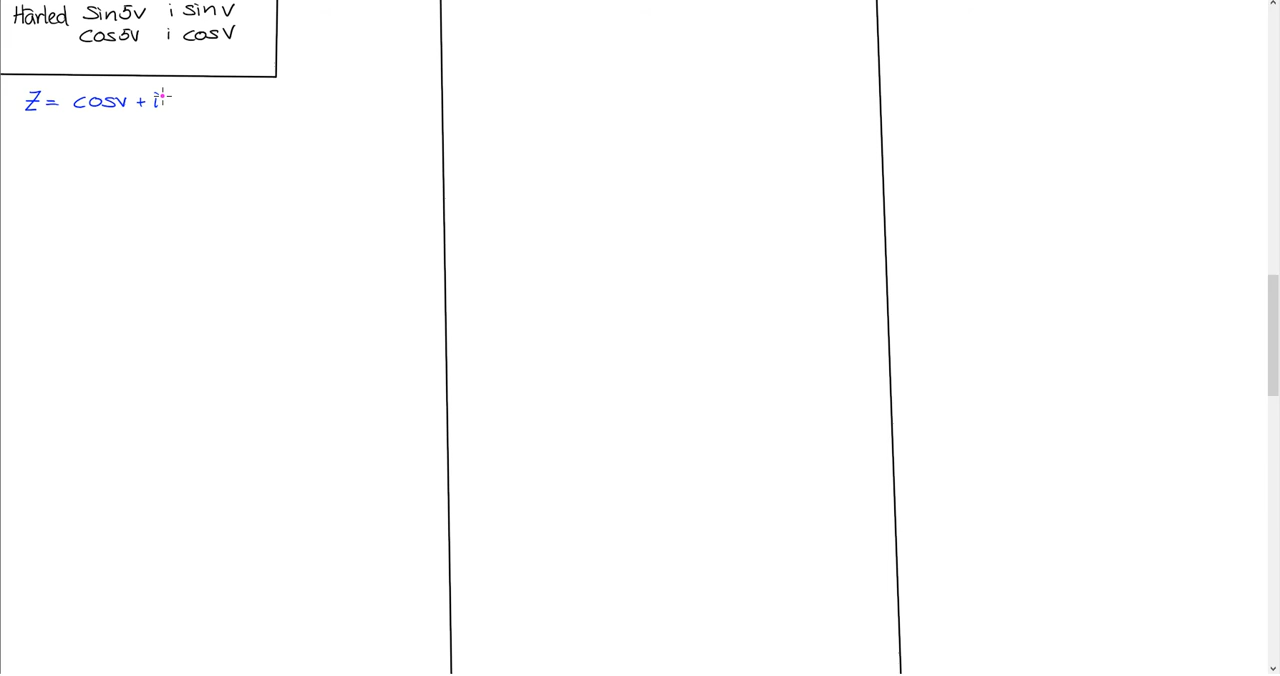 Härled Sin5v i sinv
cos5v i cosv
Z = cosv + i